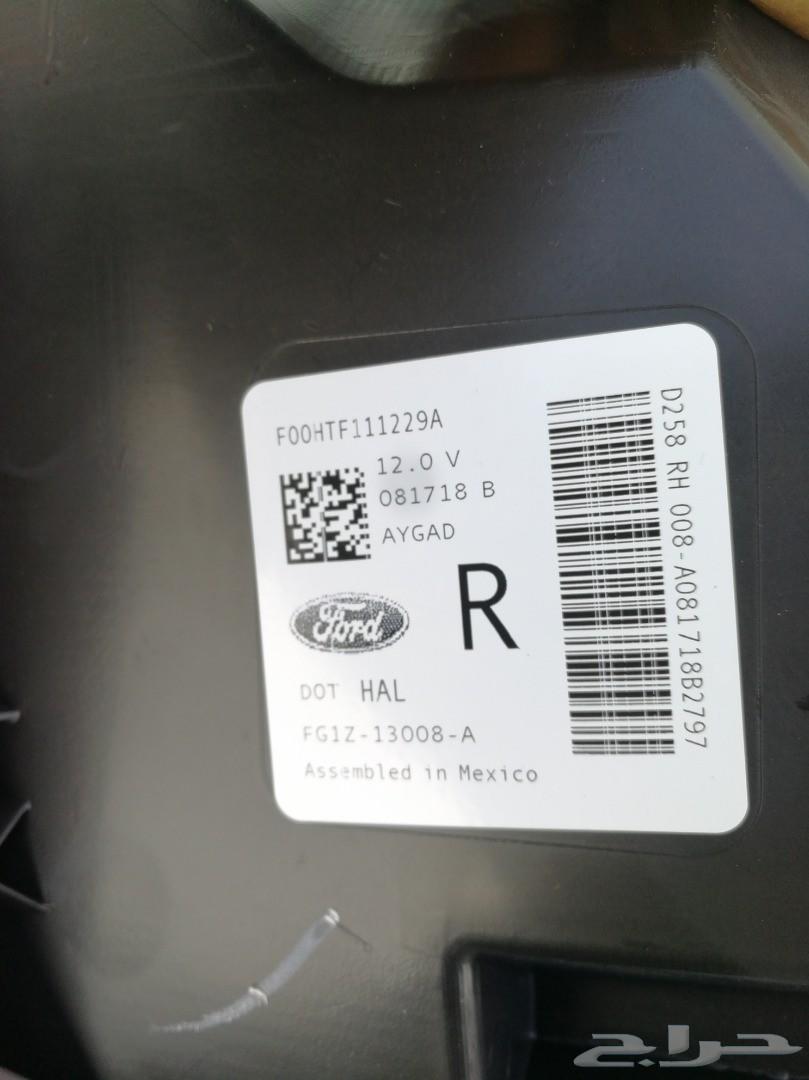 F00HTF111229A
12.0 V
081718 B
AYGAD
Ford
R
DOT HAL
FG1Z-13008-A
Assembled in Mexico
D258 RH 008-A081718B2797
حراج